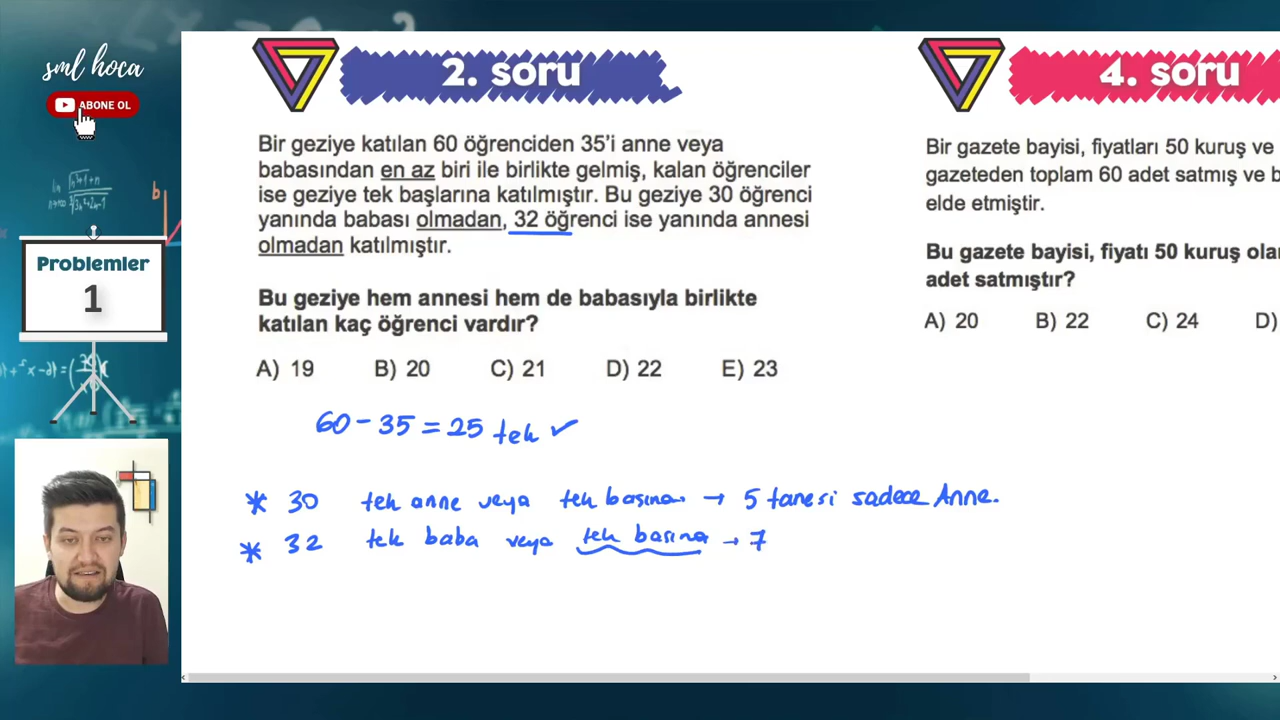 sml hoca
ABONE OL
Problemler
1
2. soru
Bir geziye katılan 60 öğrenciden 35'i anne veya
babasından en az biri ile birlikte gelmiş, kalan öğrenciler
ise geziye tek başlarına katılmıştır. Bu geziye 30 öğrenci
yanında babası olmadan, 32 öğrenci ise yanında annesi
olmadan katılmıştır.
Bu geziye hem annesi hem de babasıyla birlikte
katılan kaç öğrenci vardır?
A) 19 B) 20 C) 21 D) 22 E) 23
60 - 35 = 25 tek ✓
* 30 tek anne veya tek basına → 5 tanesi sadece Anne.
* 32 tek baba veya tek basına → 7
4. soru
Bir gazete bayisi, fiyatları 50 kuruş ve
gazeteden toplam 60 adet satmış ve b
elde etmiştir.
Bu gazete bayisi, fiyatı 50 kuruş olar
adet satmıştır?
A) 20 B) 22 C) 24 D)